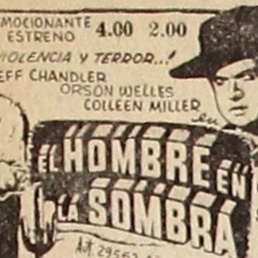 EMOCIONANTE 4.00 2.00
ESTRENO
VIOLENCIA Y TERROR...!
JEFF CHANDLER
ORSON WELLES
COLLEEN MILLER
en
EL HOMBRE EN
LA SOMBRA
Aut.